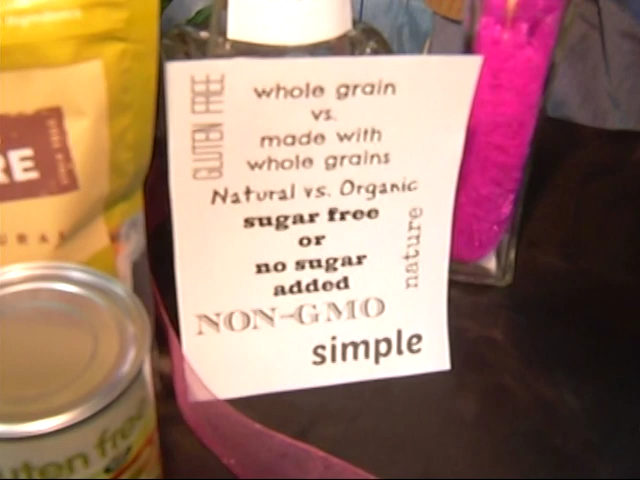 GLUTEN FREE
whole grain
vs.
made with
whole grains
Natural vs. Organic
sugar free
or
no sugar
added
nature
NON-GMO
simple
RE
uten free